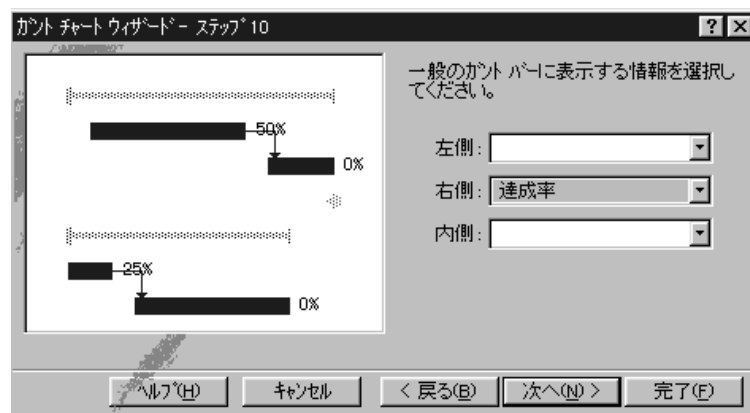 ガント チャート ウィザード - ステップ 10
一般のガント バーに表示する情報を選択し
てください。
50%
左側:
0%
右側: 達成率
内側:
25%
0%
ヘルプ(H)
キャンセル
< 戻る(B)
次へ(N) >
完了(F)